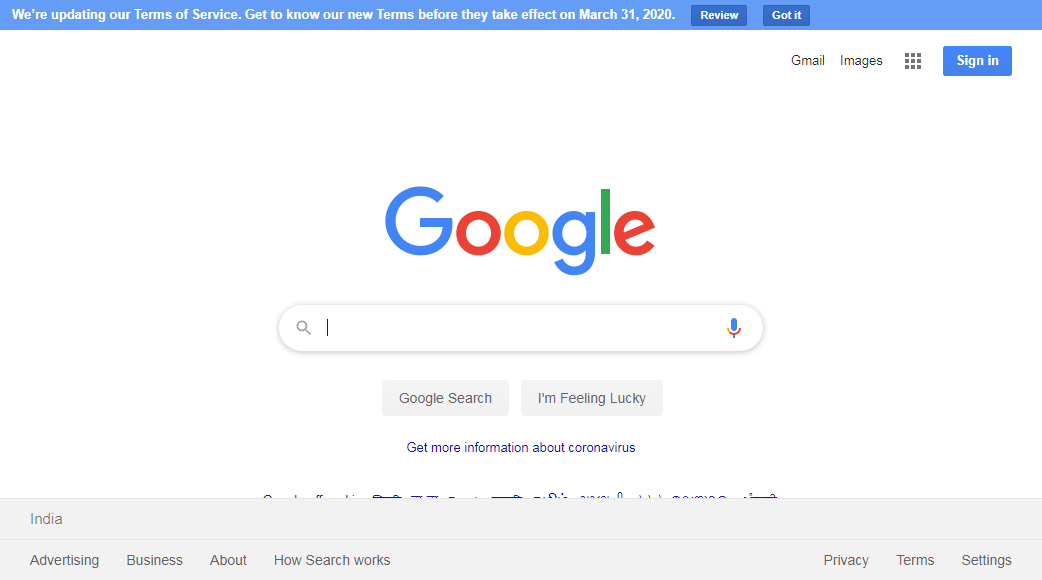 We're updating our Terms of Service. Get to know our new Terms before they take effect on March 31, 2020. Review Got it
Gmail Images Sign in
Google
Google Search I'm Feeling Lucky
Get more information about coronavirus
India
Advertising Business About How Search works Privacy Terms Settings